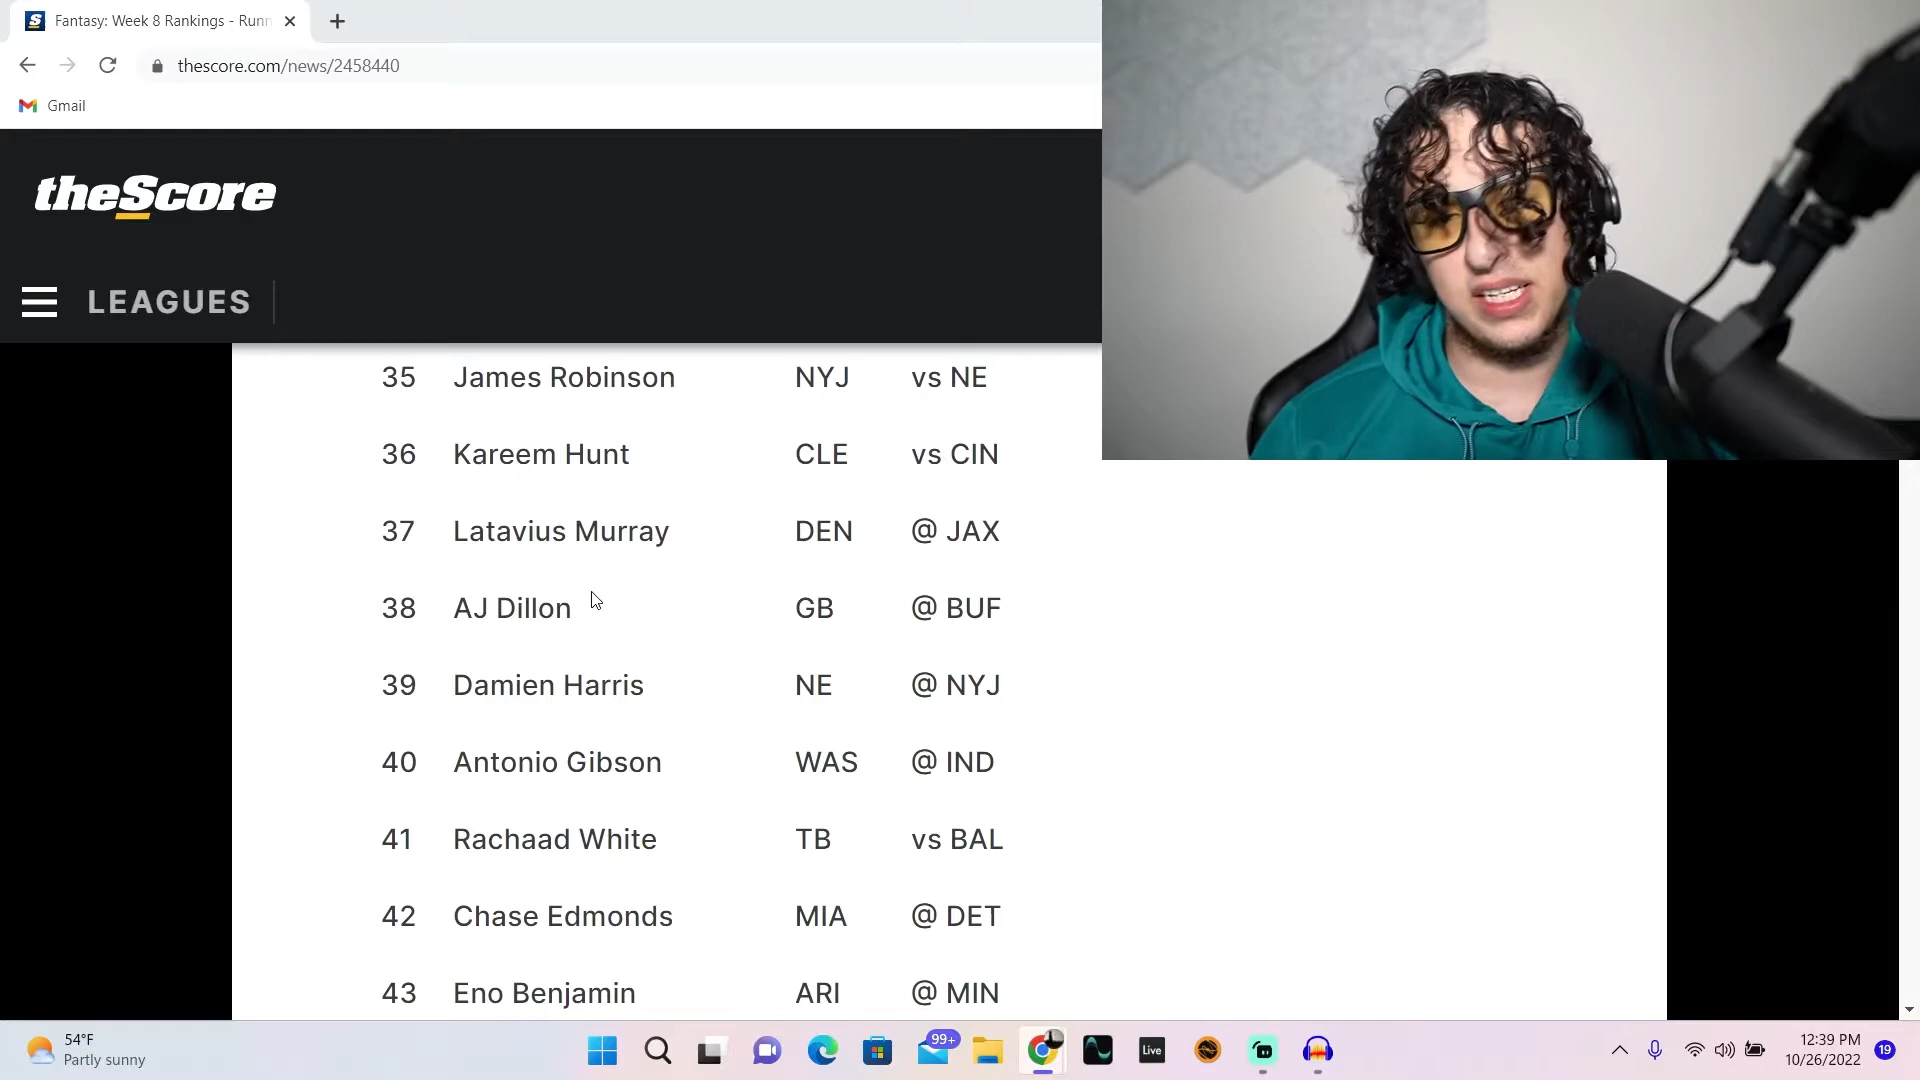 Fantasy: Week 8 Rankings - Runn
thescore.com/news/2458440
Gmail
theScore
LEAGUES
35 James Robinson NYJ vs NE
36 Kareem Hunt CLE vs CIN
37 Latavius Murray DEN @ JAX
38 AJ Dillon GB @ BUF
39 Damien Harris NE @ NYJ
40 Antonio Gibson WAS @ IND
41 Rachaad White TB vs BAL
42 Chase Edmonds MIA @ DET
43 Eno Benjamin ARI @ MIN
54°F
Partly sunny
99+
Live
12:39 PM
10/26/2022
19